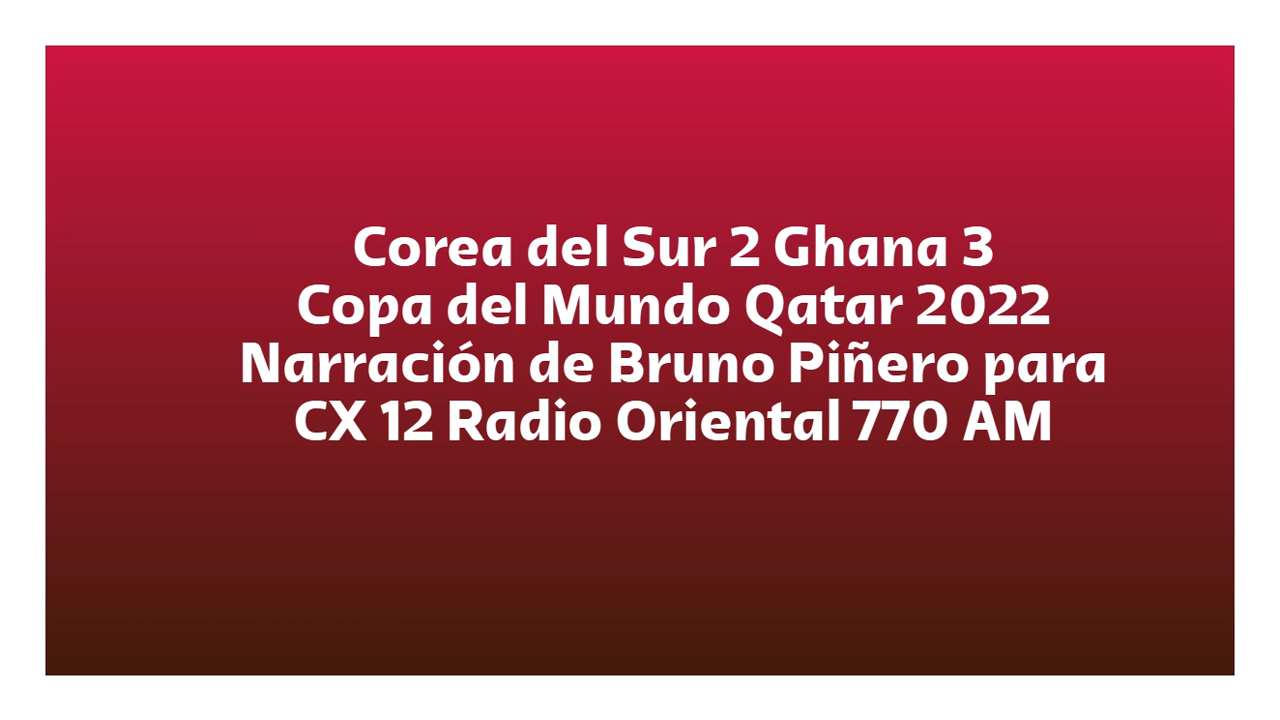 Corea del Sur 2 Ghana 3
Copa del Mundo Qatar 2022
Narración de Bruno Piñero para
CX 12 Radio Oriental 770 AM